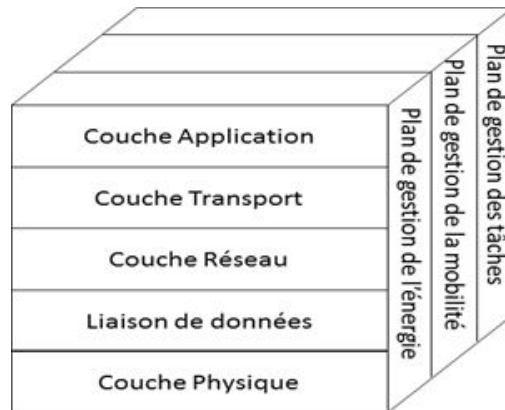 Couche Application
Couche Transport
Couche Réseau
Liaison de données
Couche Physique
Plan de gestion de l'énergie
Plan de gestion de la mobilité
Plan de gestion des tâches